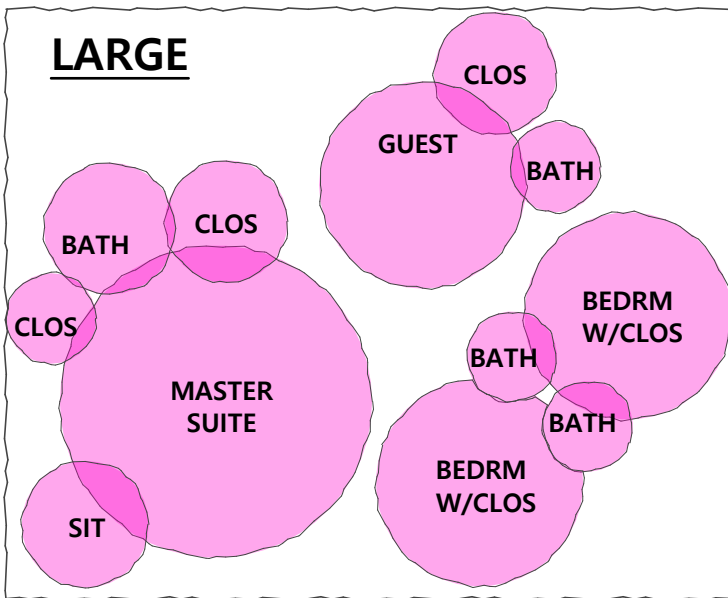 LARGE
CLOS
GUEST
BATH
CLOS
BATH
CLOS
MASTER
SUITE
SIT
BEDRM
W/CLOS
BATH
BATH
BEDRM
W/CLOS